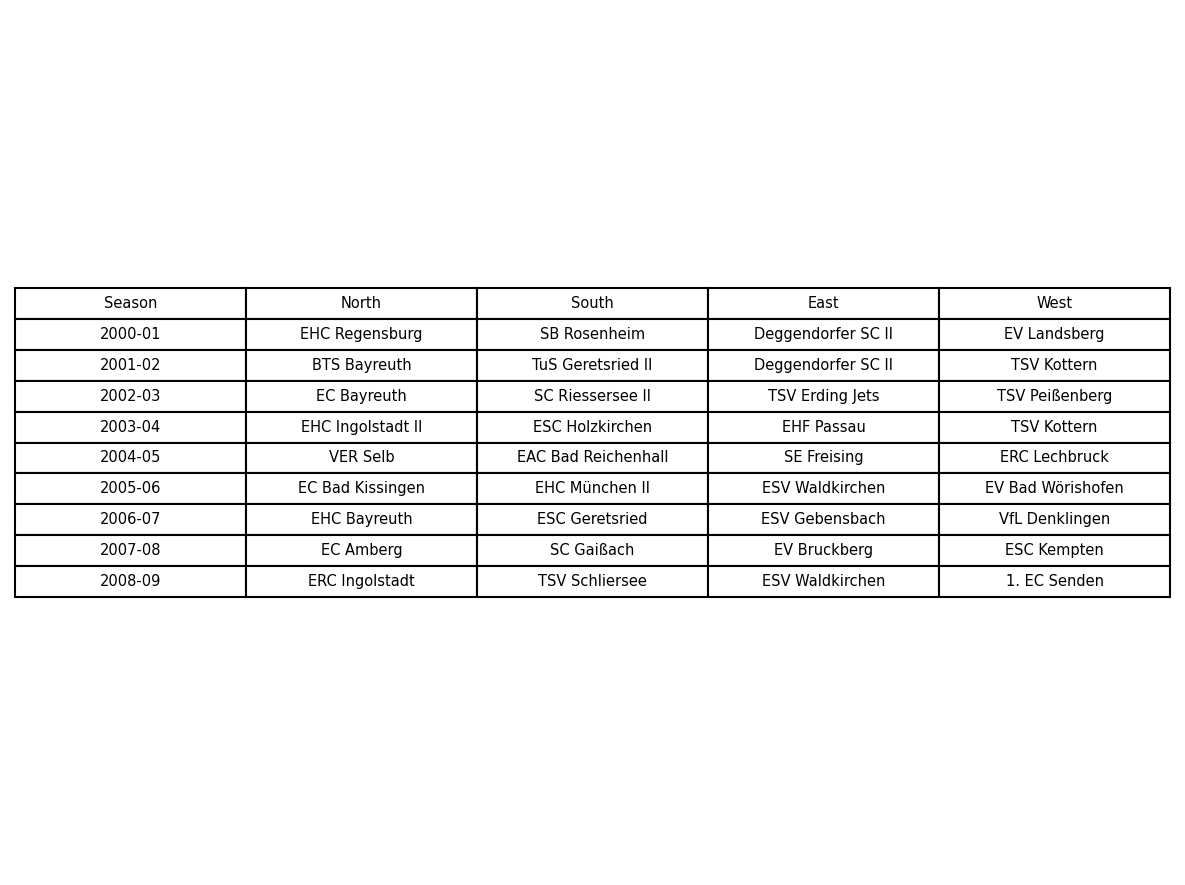 Season North South East West
2000-01 EHC Regensburg SB Rosenheim Deggendorfer SC II EV Landsberg
2001-02 BTS Bayreuth TuS Geretsried II Deggendorfer SC II TSV Kottern
2002-03 EC Bayreuth SC Riessersee II TSV Erding Jets TSV Peißenberg
2003-04 EHC Ingolstadt II ESC Holzkirchen EHF Passau TSV Kottern
2004-05 VER Selb EAC Bad Reichenhall SE Freising ERC Lechbruck
2005-06 EC Bad Kissingen EHC München II ESV Waldkirchen EV Bad Wörishofen
2006-07 EHC Bayreuth ESC Geretsried ESV Gebensbach VfL Denklingen
2007-08 EC Amberg SC Gaißach EV Bruckberg ESC Kempten
2008-09 ERC Ingolstadt TSV Schliersee ESV Waldkirchen 1. EC Senden